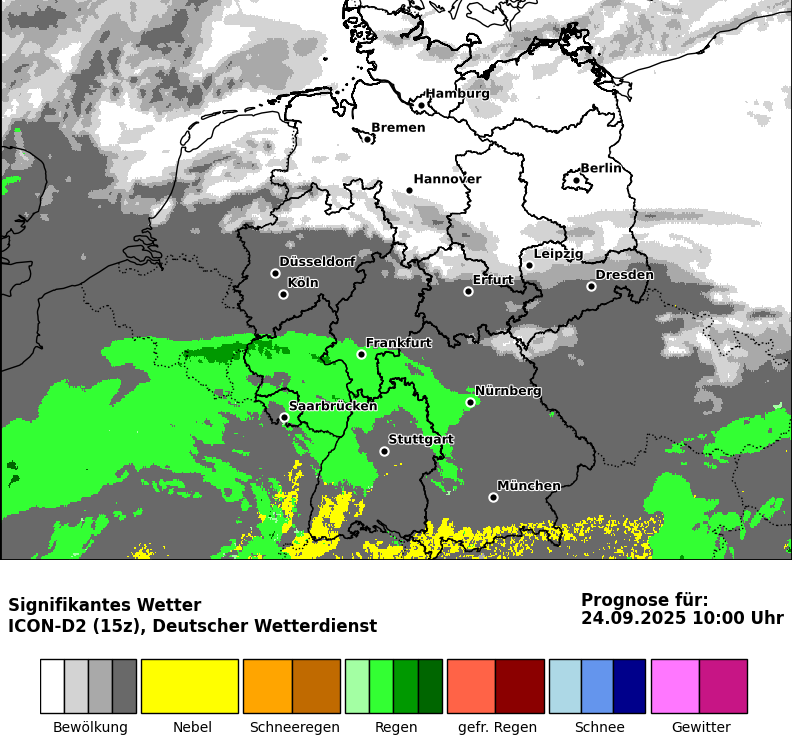 Hamburg
Bremen
Berlin
Hannover
Leipzig
Düsseldorf
Dresden
Köln
Erfurt
Frankfurt
Nürnberg
Saarbrücken
Stuttgart
München
Signifikantes Wetter
ICON-D2 (15z), Deutscher Wetterdienst
Prognose für:
24.09.2025 10:00 Uhr
Bewölkung Nebel Schneeregen Regen gefr. Regen Schnee Gewitter